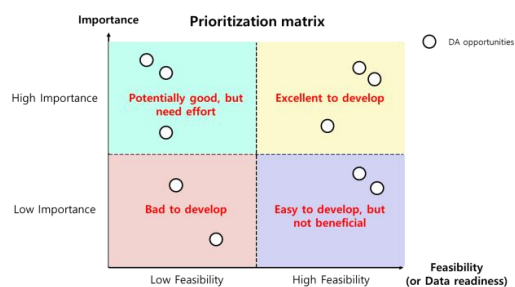 Importance
Prioritization matrix
DA opportunities
High Importance
Potentially good, but
need effort
Excellent to develop
Low Importance
Bad to develop
Easy to develop, but
not beneficial
Low Feasibility
High Feasibility
Feasibility
(or Data readiness)